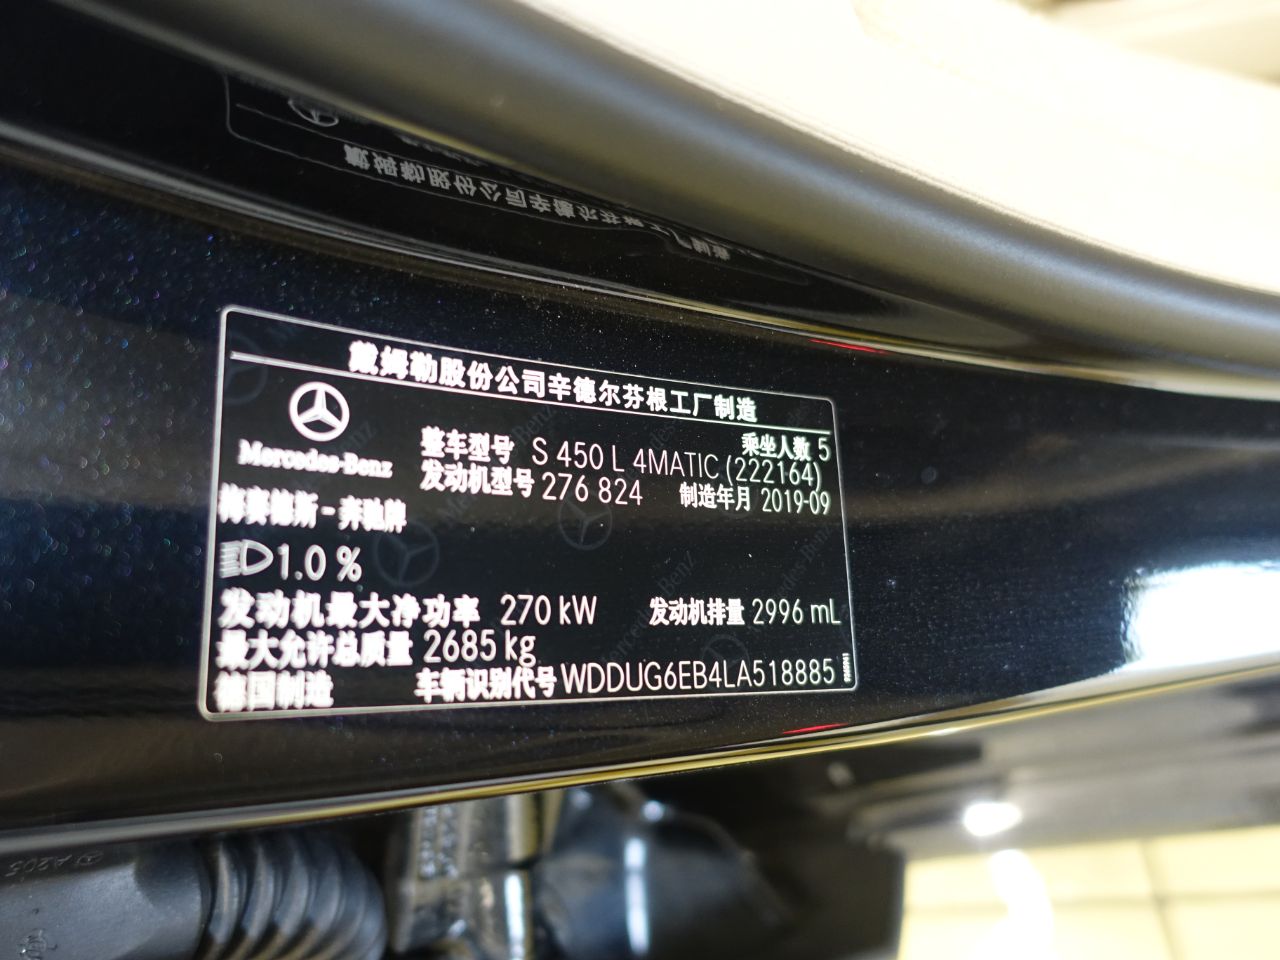 戴姆勒股份公司辛德尔芬根工厂制造
乘坐人数 5
Mercedes-Benz
整车型号 S 450 L 4MATIC (222164)
发动机型号 276 824 制造年月 2019-09
梅赛德斯 - 奔驰牌
1.0 %
发动机最大净功率 270 kW 发动机排量 2996 mL
最大允许总质量 2685 kg
德国制造 车辆识别代号 WDDUG6EB4LA518885
A205